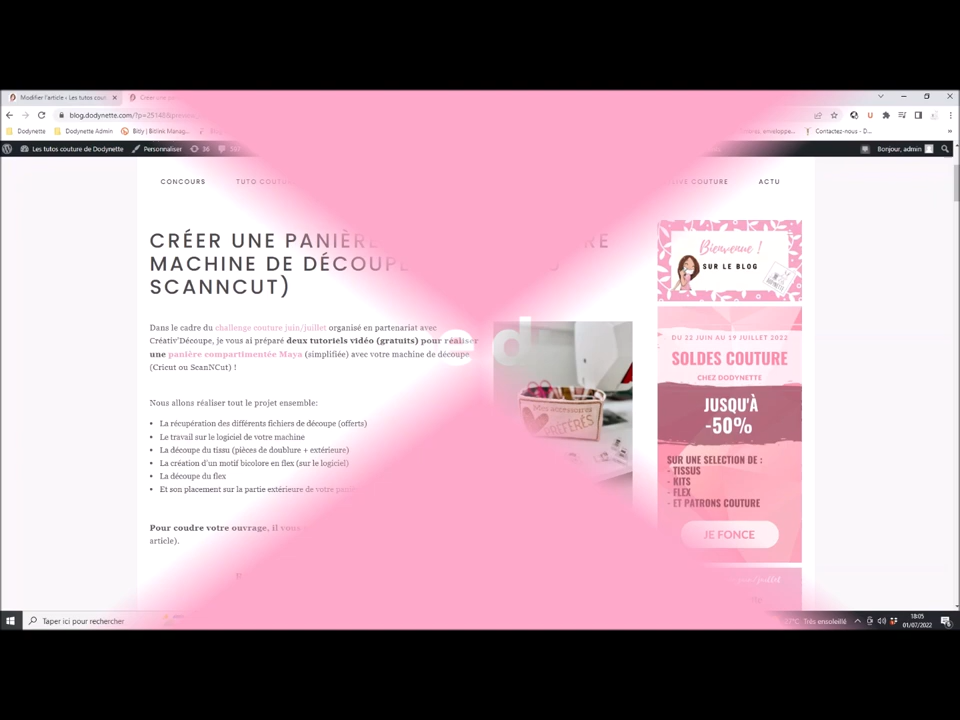 Modifier l'article ‹ Les tutos cout
blog.dodynette.com/?p=25148&
Dodynette
Dodynette Admin
Bitly | Bitlink Manag...
Contactez-nous - D...
Les tutos couture de Dodynette
Personnaliser
36
Bonjour, admin
CONCOURS
TUTO
COUTURE
ACTU
CRÉER UNE PANIÈRE
MACHINE DE DÉCOUPE
SCANNCUT)
Dans le cadre du challenge couture juin/juillet organisé en partenariat avec
Créativ'Découpe, je vous ai préparé deux tutoriels vidéo (gratuits) pour réaliser
une panière compartimentée Maya (simplifiée) avec votre machine de découpe
(Cricut ou ScanNCut) !
Nous allons réaliser tout le projet ensemble:
• La récupération des différents fichiers de découpe (offerts)
• Le travail sur le logiciel de votre machine
• La découpe du tissu (pièces de doublure + extérieure)
• La création d'un motif bicolore en flex (sur le logiciel)
• La découpe du flex
• Et son placement sur la partie extérieure de votre
Pour coudre votre ouvrage, il vous
article).
PRÉFÉRÉS
Bienvenue !
SUR LE BLOG
DU 22 JUIN AU 19 JUILLET 2022
SOLDES COUTURE
CHEZ DODYNETTE
JUSQU'À
-50%
SUR UNE SELECTION DE :
- TISSUS
- KITS
- FLEX
- ET PATRONS COUTURE
JE FONCE
Taper ici pour rechercher
Très ensoleillé
18:05
01/07/2022